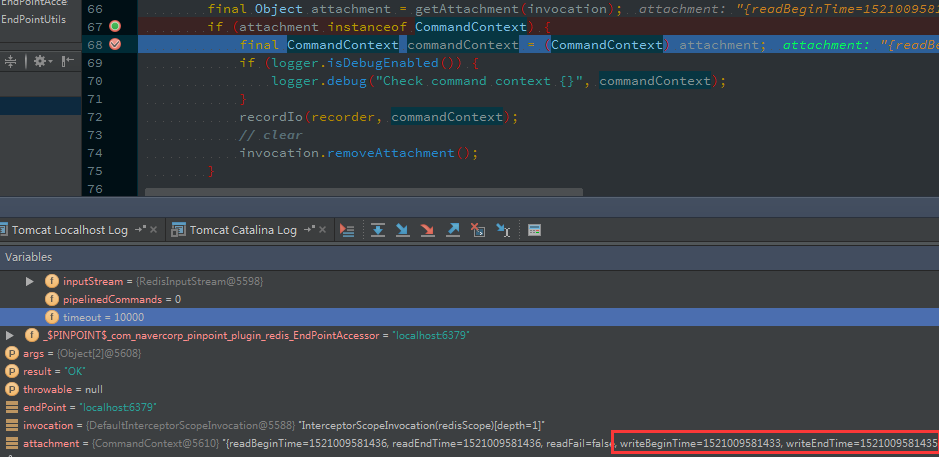 EndPointAcce
EndPointUtils
66 final Object attachment = getAttachment(invocation); attachment: "{readBeginTime=1521009581
67 if (attachment instanceof CommandContext) {
68 final CommandContext commandContext = (CommandContext) attachment; attachment: "{readB
69 if (logger.isDebugEnabled()) {
70 logger.debug("Check command context {}", commandContext);
71 }
72 recordIo(recorder, commandContext);
73 // clear
74 invocation.removeAttachment();
75 }
76
Tomcat Localhost Log Tomcat Catalina Log
Variables
f inputStream = {RedisInputStream@5598}
f pipelinedCommands = 0
f timeout = 10000
f _$PINPOINT$_com_navercorp_pinpoint_plugin_redis_EndPointAccessor = "localhost:6379"
p args = {Object[2]@5608}
p result = "OK"
p throwable = null
endPoint = "localhost:6379"
invocation = {DefaultInterceptorScopeInvocation@5588} "InterceptorScopeInvocation(redisScope)[depth=1]"
attachment = {CommandContext@5610} "{readBeginTime=1521009581436, readEndTime=1521009581436, readFail=false, writeBeginTime=1521009581433, writeEndTime=1521009581435